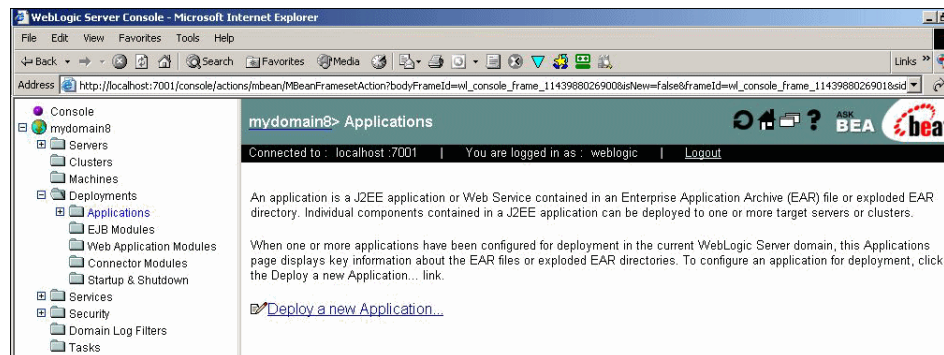 WebLogic Server Console - Microsoft Internet Explorer
File Edit View Favorites Tools Help
Back Search Favorites Media Links »
Address http://localhost:7001/console/actions/mbean/MBeanFramesetAction?bodyFrameId=wl_console_frame_1143988026900&isNew=false&frameId=wl_console_frame_1143988026901&sid
Console
mydomain8
Servers
Clusters
Machines
Deployments
Applications
EJB Modules
Web Application Modules
Connector Modules
Startup & Shutdown
Services
Security
Domain Log Filters
Tasks
mydomain8> Applications
? ASK BEA bea
Connected to : localhost :7001 | You are logged in as : weblogic | Logout
An application is a J2EE application or Web Service contained in an Enterprise Application Archive (EAR) file or exploded EAR
directory. Individual components contained in a J2EE application can be deployed to one or more target servers or clusters.
When one or more applications have been configured for deployment in the current WebLogic Server domain, this Applications
page displays key information about the EAR files or exploded EAR directories. To configure an application for deployment, click
the Deploy a new Application... link.
Deploy a new Application...